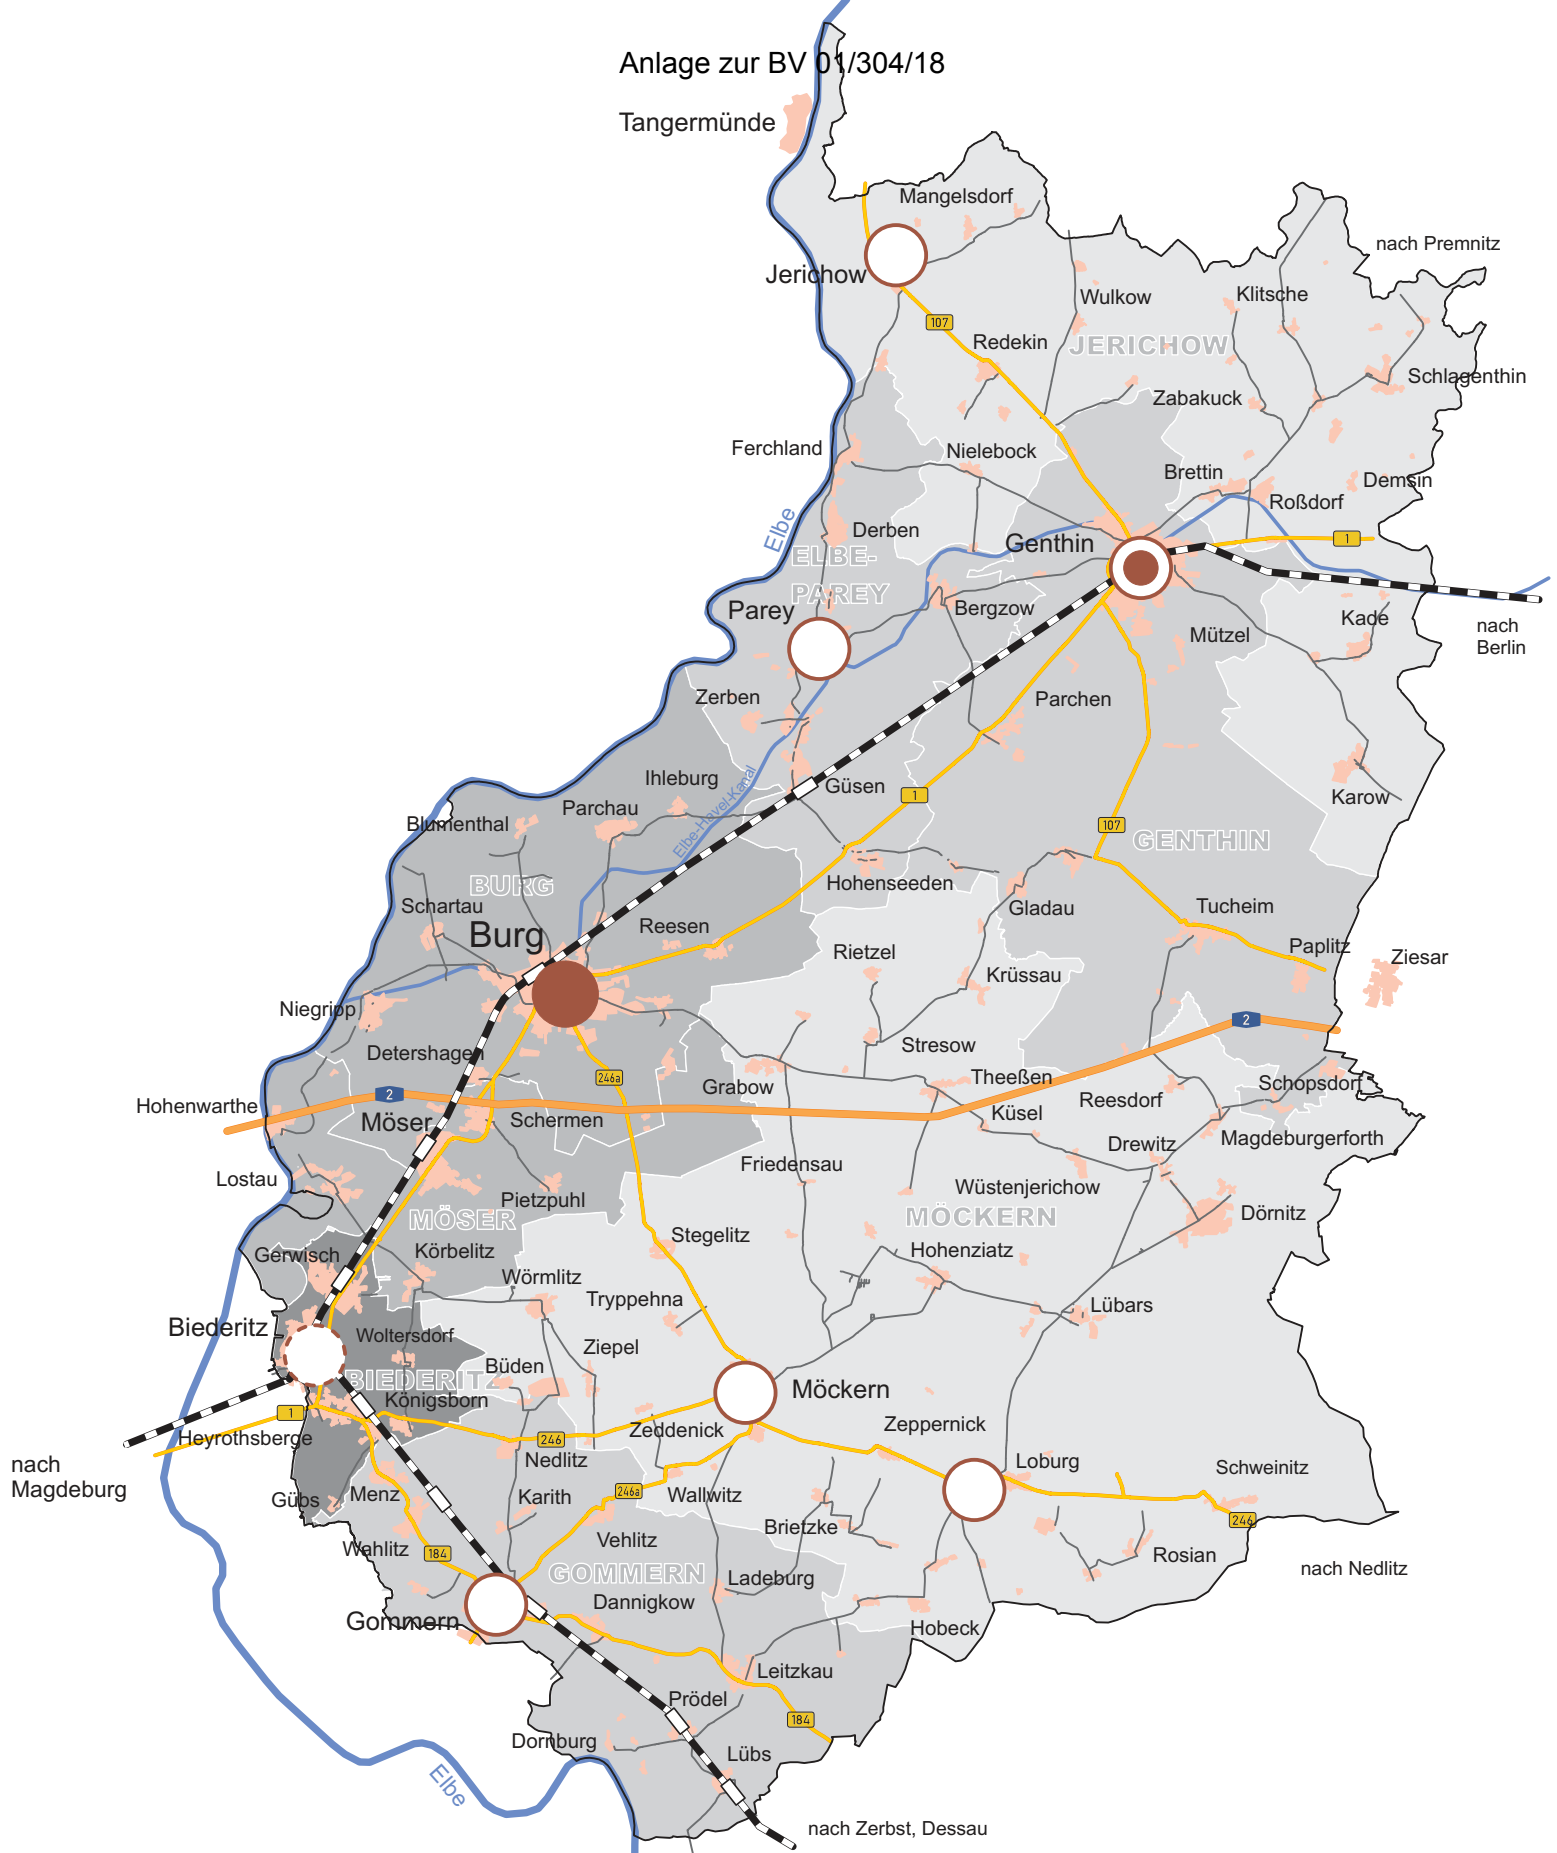 Anlage zur BV 01/304/18
Tangermünde
Mangelsdorf
nach Premnitz
Jerichow
Wulkow
Klitsche
107
Redekin
JERICHOW
Schlagenthin
Zabakuck
Ferchland
Nielebock
Brettin
Demsin
Roßdorf
Elbe
Derben
Genthin
1
ELBE-
PAREY
Parey
Bergzow
Kade
nach
Berlin
Mützel
Zerben
Parchen
Ihleburg
Güsen
1
Karow
Parchau
Blumenthal
Elbe-Havel-Kanal
107
GENTHIN
BURG
Hohenseeden
Schartau
Gladau
Tucheim
Burg
Reesen
Rietzel
Paplitz
Ziesar
Krüssau
Niegripp
2
Detershagen
Stresow
246a
Grabow
Theeßen
Schopsdorf
2
Hohenwarthe
Möser
Schermen
Küsel
Reesdorf
Drewitz
Magdeburgerforth
Lostau
Friedensau
Pietzpuhl
Wüstenjerichow
MÖSER
MÖCKERN
Dörnitz
Stegelitz
Gerwisch
Körbelitz
Hohenziatz
Wörmlitz
Tryppehna
Lübars
Biederitz
Woltersdorf
Ziepel
Büden
BIEDERITZ
Möckern
Königsborn
1
Heyrothsberge
246
Zeddenick
Zeppernick
nach
Magdeburg
Nedlitz
Loburg
Schweinitz
Gübs
Menz
Karith
246a
Wallwitz
246
Brietzke
Wahlitz
184
Vehlitz
Rosian
nach Nedlitz
GOMMERN
Ladeburg
Gommern
Dannigkow
Hobeck
Leitzkau
Prödel
184
Dornburg
Lübs
Elbe
nach Zerbst, Dessau